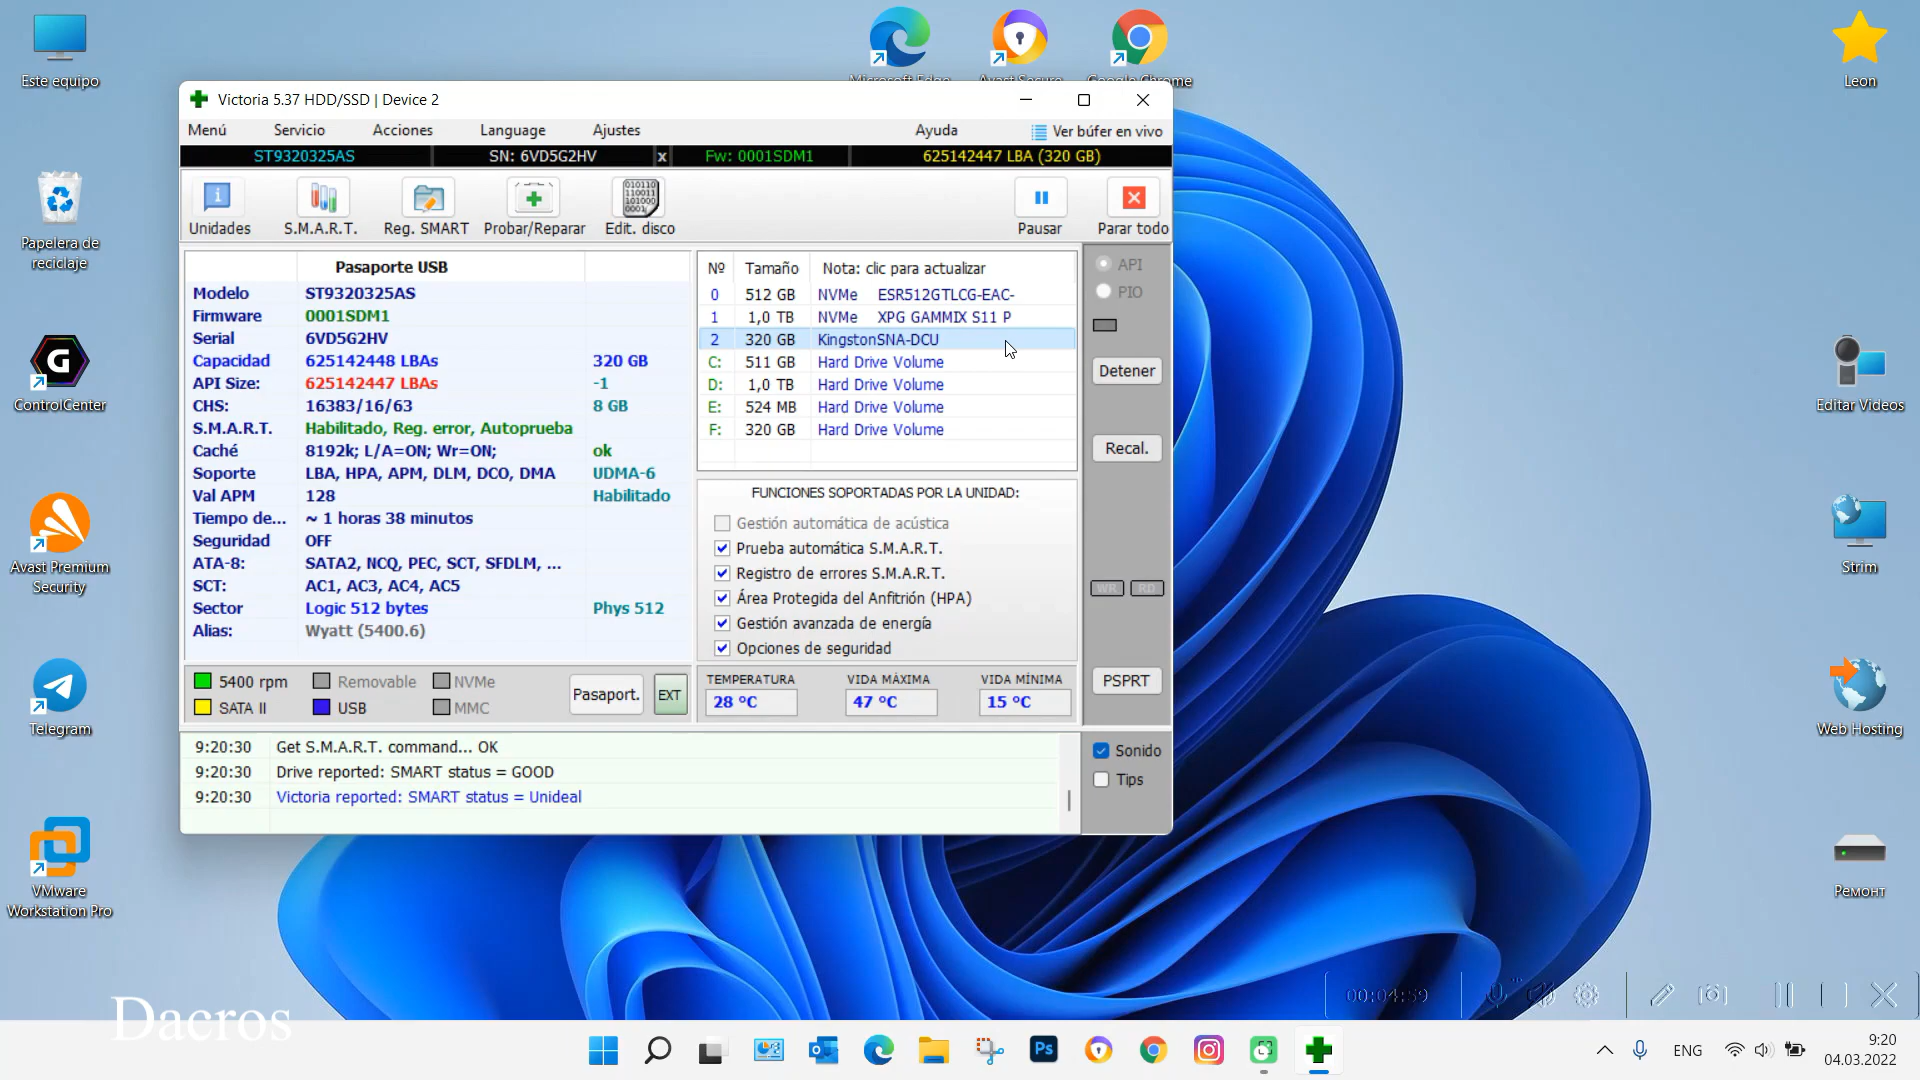 Este equipo
Microsoft Edge
Avast Secure
Google Chrome
Leon
Victoria 5.37 HDD/SSD | Device 2
Menú Servicio Acciones Language Ajustes Ayuda Ver búfer en vivo
ST9320325AS SN: 6VD5G2HV x Fw: 0001SDM1 625142447 LBA (320 GB)
Unidades S.M.A.R.T. Reg. SMART Probar/Reparar Edit. disco Pausar Parar todo
Papelera de
reciclaje
Pasaporte USB
Modelo ST9320325AS
Firmware 0001SDM1
Serial 6VD5G2HV
Capacidad 625142448 LBAs 320 GB
API Size: 625142447 LBAs -1
CHS: 16383/16/63 8 GB
S.M.A.R.T. Habilitado, Reg. error, Autoprueba
Caché 8192k; L/A=ON; Wr=ON; ok
Soporte LBA, HPA, APM, DLM, DCO, DMA UDMA-6
Val APM 128 Habilitado
Tiempo de... ~ 1 horas 38 minutos
Seguridad OFF
ATA-8: SATA2, NCQ, PEC, SCT, SFDLM, ...
SCT: AC1, AC3, AC4, AC5
Sector Logic 512 bytes Phys 512
Alias: Wyatt (5400.6)
Nº Tamaño Nota: clic para actualizar
0 512 GB NVMe ESR512GTLCG-EAC-
1 1,0 TB NVMe XPG GAMMIX S11 P
2 320 GB KingstonSNA-DCU
C: 511 GB Hard Drive Volume
D: 1,0 TB Hard Drive Volume
E: 524 MB Hard Drive Volume
F: 320 GB Hard Drive Volume
FUNCIONES SOPORTADAS POR LA UNIDAD:
Gestión automática de acústica
Prueba automática S.M.A.R.T.
Registro de errores S.M.A.R.T.
Área Protegida del Anfitrión (HPA)
Gestión avanzada de energía
Opciones de seguridad
API
PIO
Detener
Recal.
WR RD
PSPRT
5400 rpm Removable NVMe
SATA II USB MMC
Pasaport. EXT
TEMPERATURA VIDA MÁXIMA VIDA MÍNIMA
28 °C 47 °C 15 °C
9:20:30 Get S.M.A.R.T. command... OK
9:20:30 Drive reported: SMART status = GOOD
9:20:30 Victoria reported: SMART status = Unideal
Sonido
Tips
ControlCenter
Avast Premium
Security
Telegram
VMware
Workstation Pro
Editar Videos
Strim
Web Hosting
Ремонт
Dacros
00:04:59
Ps
ENG
9:20
04.03.2022